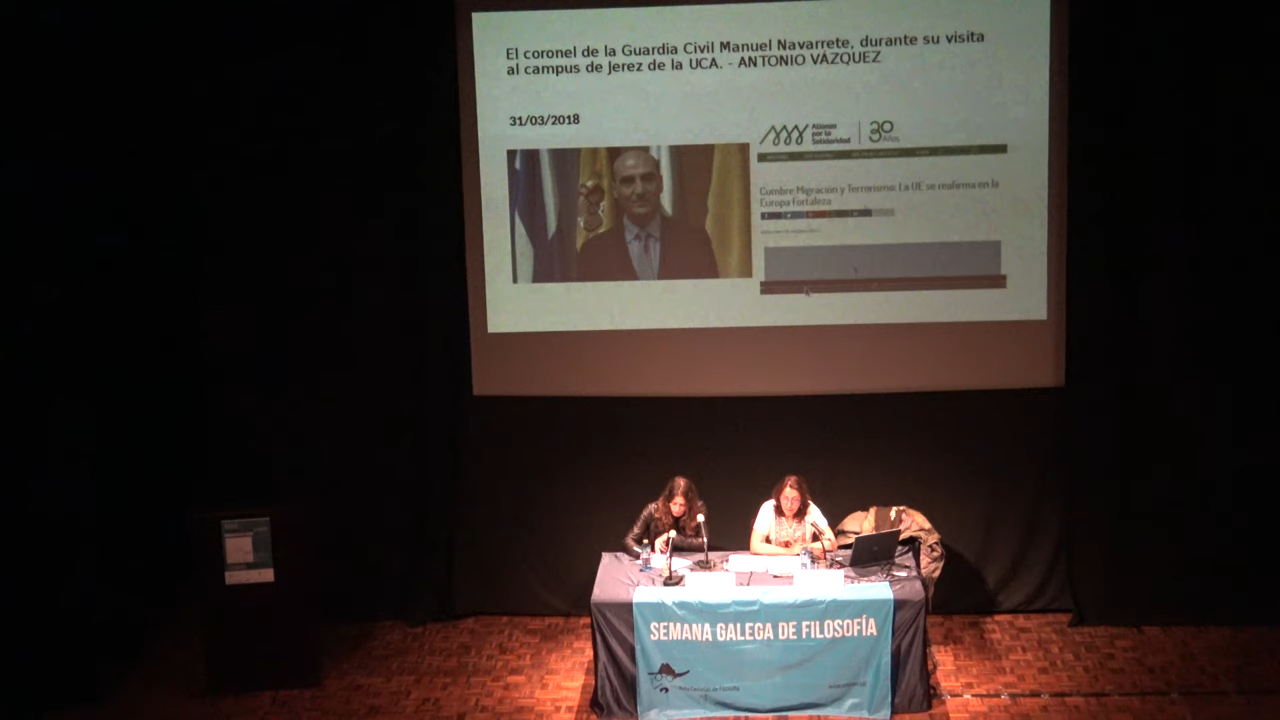 El coronel de la Guardia Civil Manuel Navarrete, durante su visita
al campus de Jerez de la UCA. - ANTONIO VÁZQUEZ
31/03/2018
Alianza
por la
Solidaridad
30
Años
Cumbre Migración y Terrorismo: La UE se reafirma en la
Europa Fortaleza
SEMANA GALEGA DE FILOSOFÍA